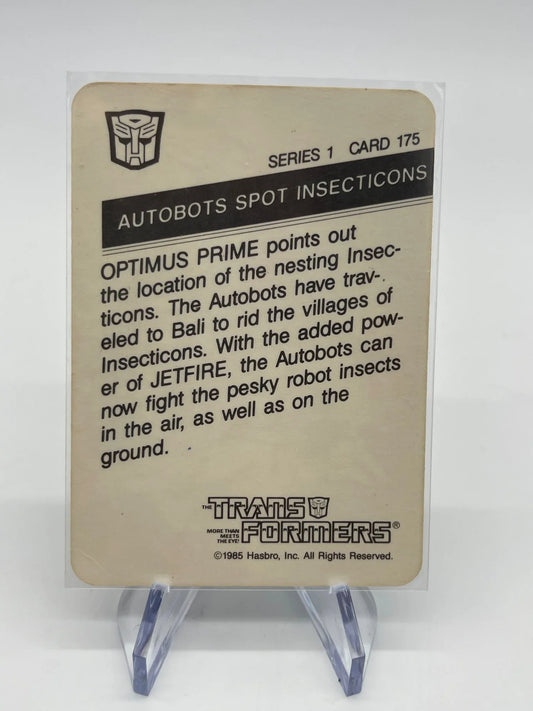 SERIES 1 CARD 175
AUTOBOTS SPOT INSECTICONS
OPTIMUS PRIME points out
the location of the nesting Insec-
ticons. The Autobots have trav-
eled to Bali to rid the villages of
Insecticons. With the added pow-
er of JETFIRE, the Autobots can
now fight the pesky robot insects
in the air, as well as on the
ground.
THE TRANSFORMERS®
MORE THAN
MEETS
THE EYE!
©1985 Hasbro, Inc. All Rights Reserved.